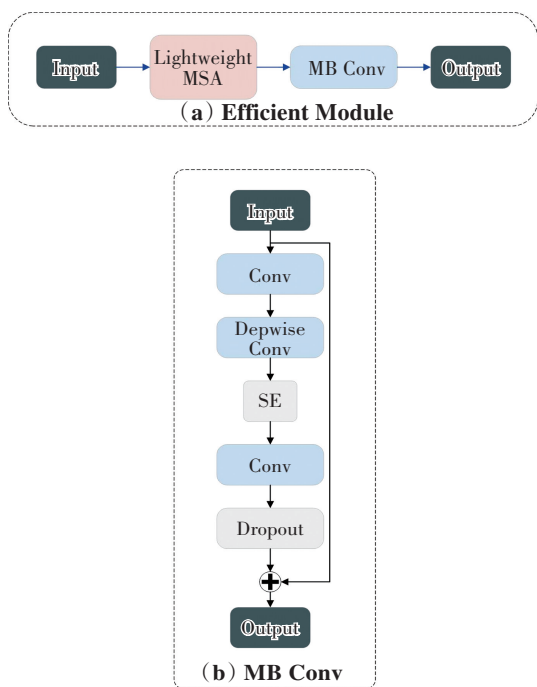 Input
Lightweight
MSA
MB Conv
Output
（a）Efficient Module
Input
Conv
Depwise
Conv
SE
Conv
Dropout
Output
（b）MB Conv